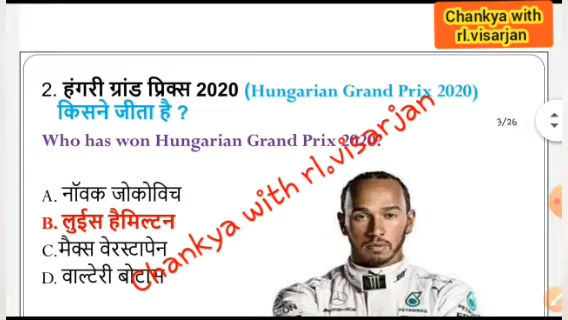 Chankya with
rl.visarjan
2. हंगरी ग्रांड प्रिक्स 2020 (Hungarian Grand Prix 2020)
किसने जीता है ?
3/26
Who has won Hungarian Grand Prix 2020?
A. नॉवक जोकोविच
B. लुईस हैमिल्टन
C.मैक्स वेरस्टापेन
D. वाल्टेरी बोटास
Chankya with rl.visarjan
PETRONAS